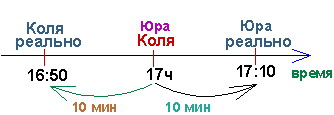 Коля
реально
Юра
Коля
Юра
реально
16:50
17ч
17:10
время
10 мин
10 мин